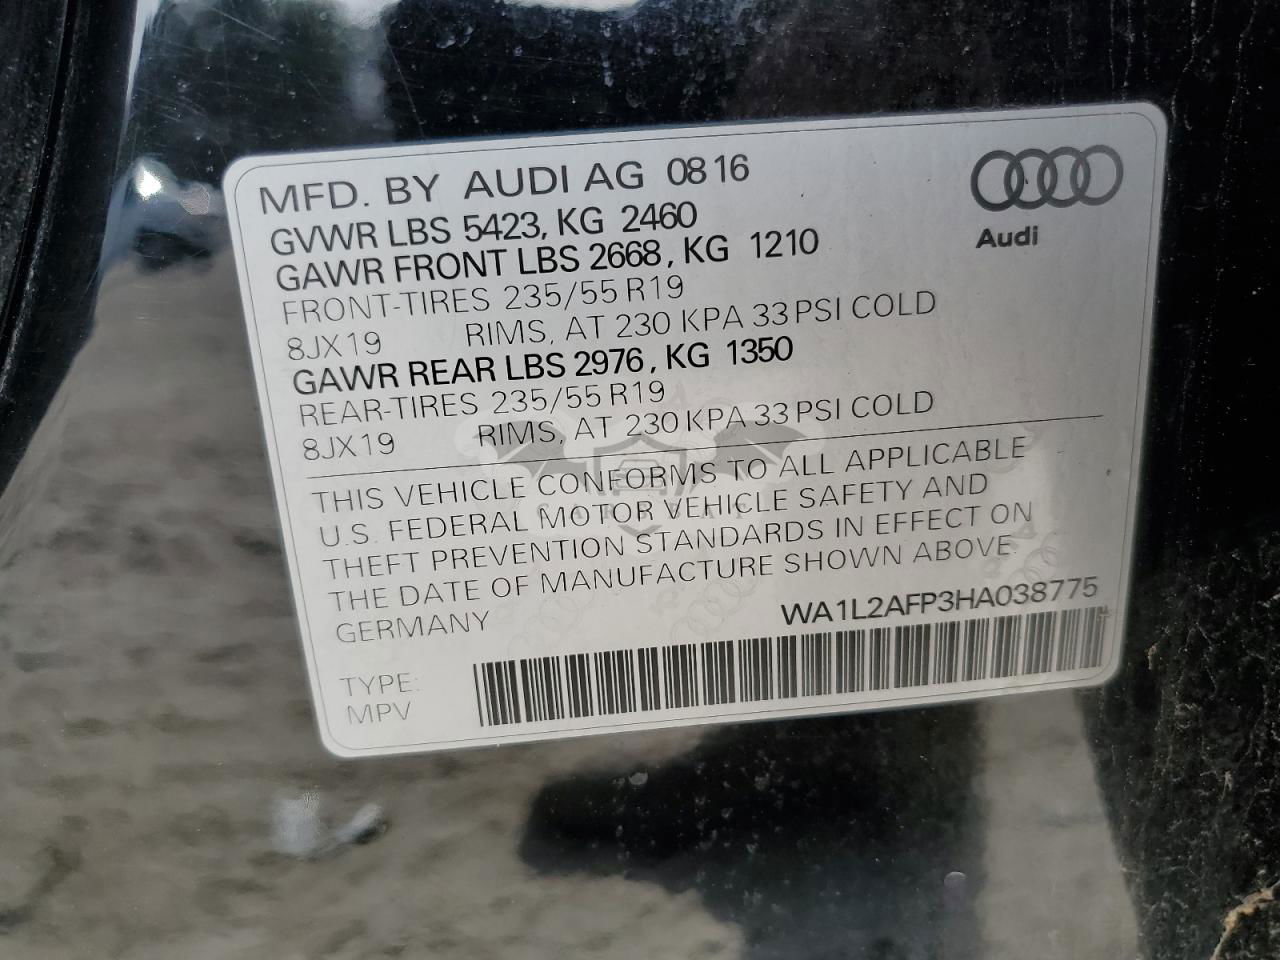 MFD. BY AUDI AG 08 16
Audi
GVWR LBS 5423, KG 2460
GAWR FRONT LBS 2668, KG 1210
FRONT-TIRES 235/55 R19
8JX19 RIMS, AT 230 KPA 33 PSI COLD
GAWR REAR LBS 2976, KG 1350
REAR-TIRES 235/55 R19
8JX19 RIMS, AT 230 KPA 33 PSI COLD
THIS VEHICLE CONFORMS TO ALL APPLICABLE
U.S. FEDERAL MOTOR VEHICLE SAFETY AND
THEFT PREVENTION STANDARDS IN EFFECT ON
THE DATE OF MANUFACTURE SHOWN ABOVE.
GERMANY
WA1L2AFP3HA038775
TYPE:
MPV